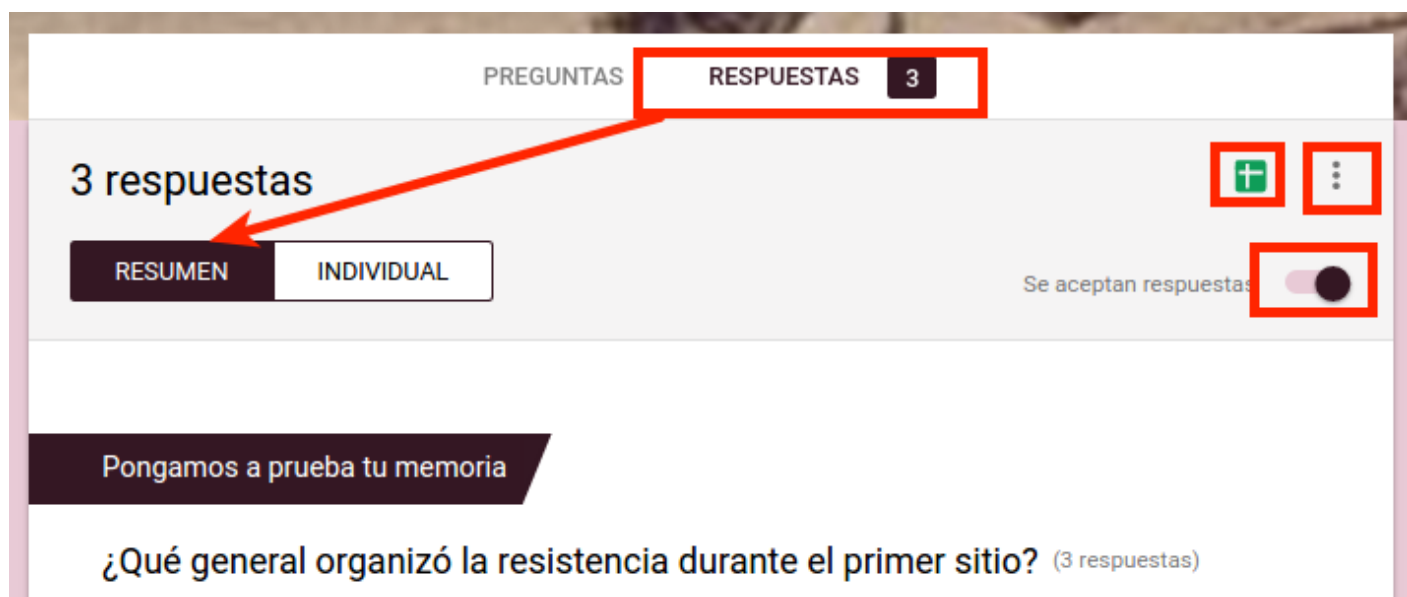 PREGUNTAS RESPUESTAS 3
3 respuestas
RESUMEN INDIVIDUAL
Se aceptan respuestas
Pongamos a prueba tu memoria
¿Qué general organizó la resistencia durante el primer sitio? (3 respuestas)